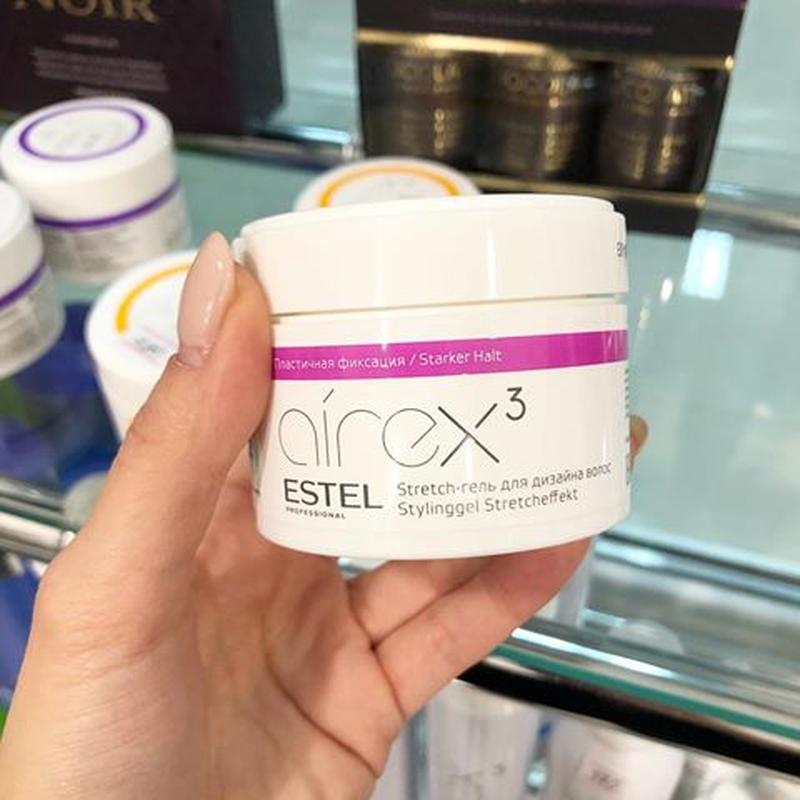 NOIR
Пластичная фиксация / Starker Halt
airex³
ESTEL
PROFESSIONAL
Stretch-гель для дизайна волос
Stylinggel Stretcheffekt